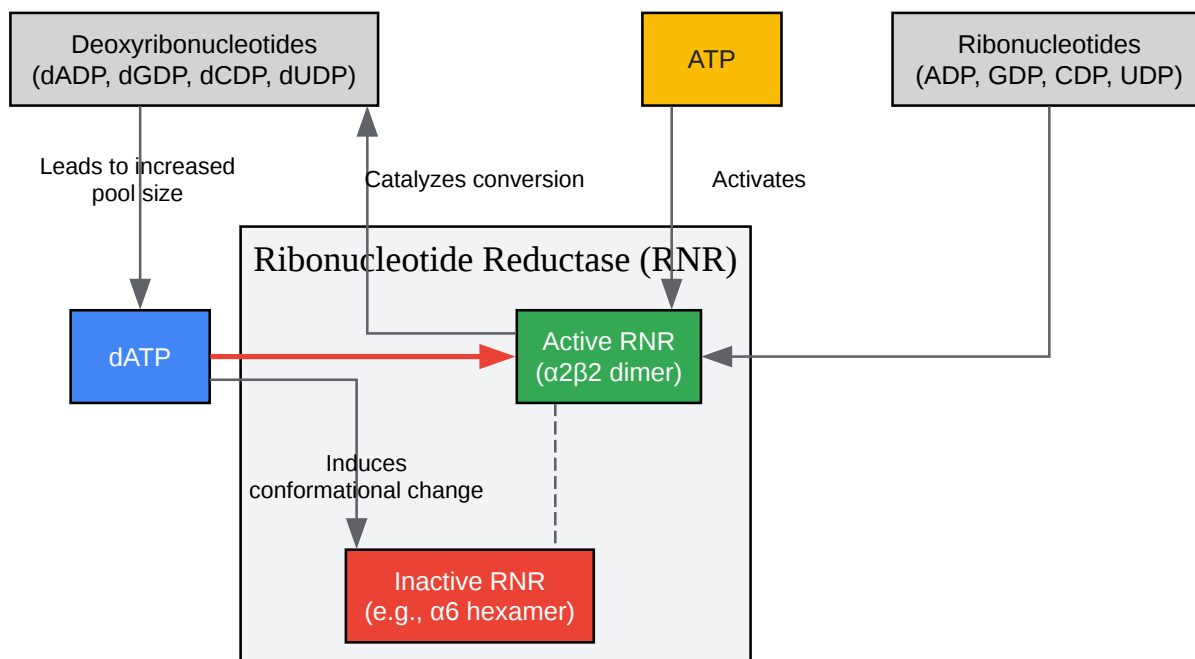 Deoxyribonucleotides
(dADP, dGDP, dCDP, dUDP)
ATP
Ribonucleotides
(ADP, GDP, CDP, UDP)
Leads to increased
pool size
Catalyzes conversion
Activates
Ribonucleotide Reductase (RNR)
dATP
Active RNR
(α2β2 dimer)
Induces
conformational change
Inactive RNR
(e.g., α6 hexamer)